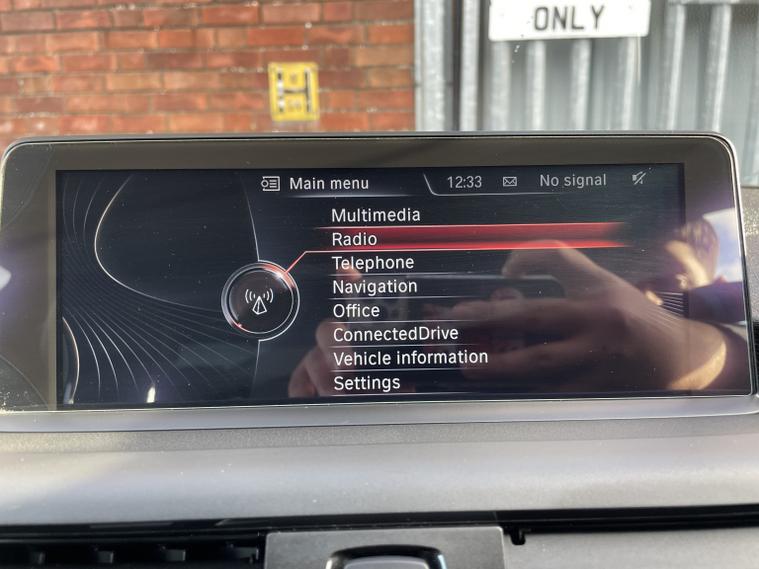 ONLY
H
Main menu 12:33 No signal
Multimedia
Radio
Telephone
Navigation
Office
ConnectedDrive
Vehicle information
Settings